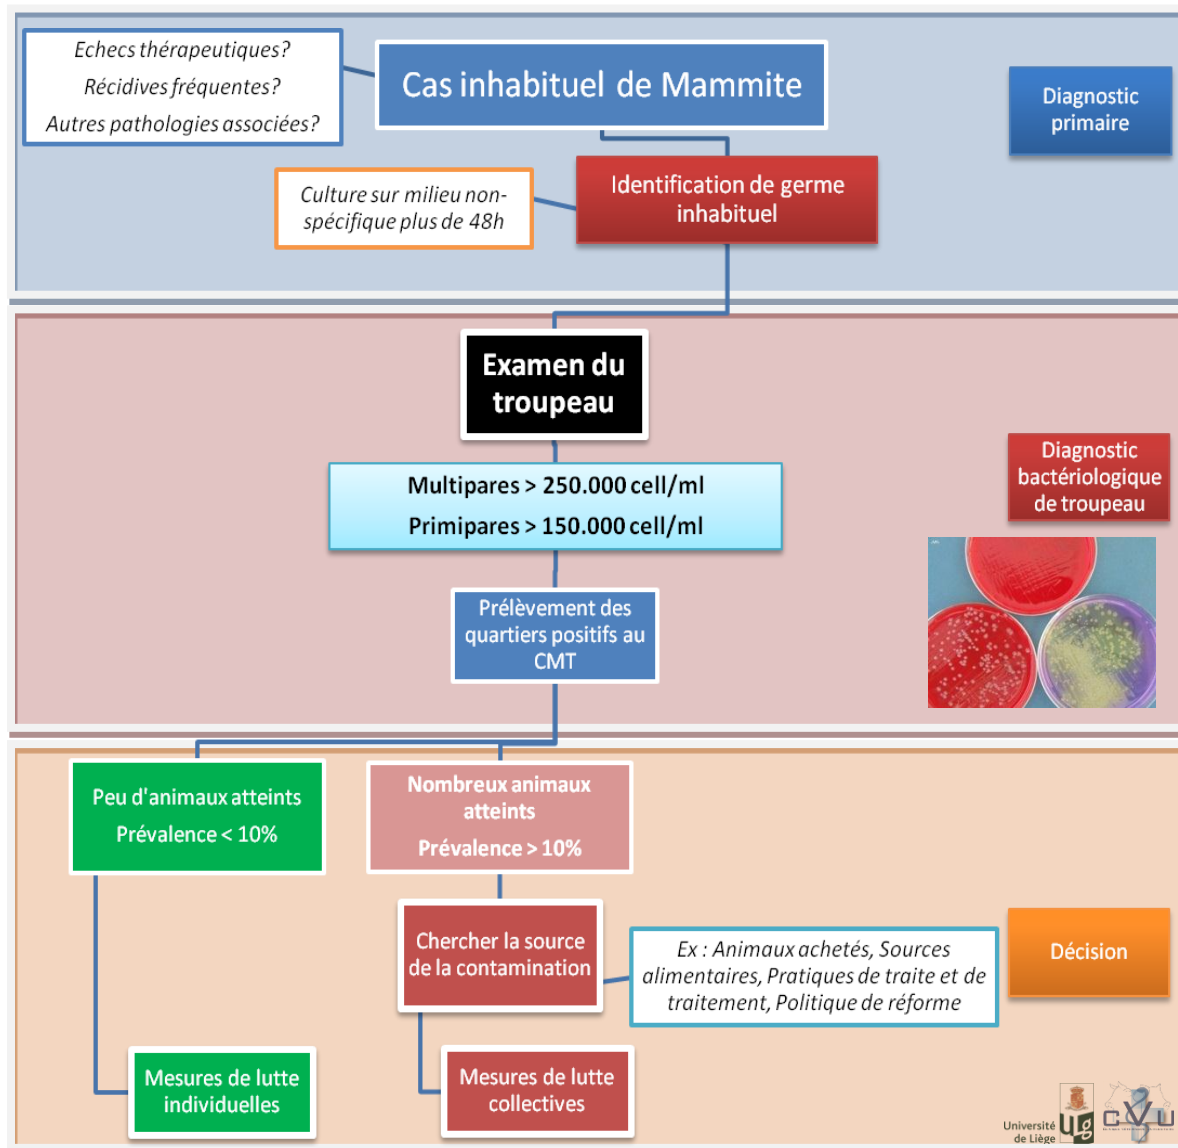 Echecs thérapeutiques?
Récidives fréquentes?
Autres pathologies associées?
Cas inhabituel de Mammite
Diagnostic
primaire
Culture sur milieu non-
spécifique plus de 48h
Identification de germe
inhabituel
Examen du
troupeau
Multipares > 250.000 cell/ml
Primipares > 150.000 cell/ml
Diagnostic
bactériologique
de troupeau
Prélèvement des
quartiers positifs au
CMT
Peu d'animaux atteints
Prévalence < 10%
Nombreux animaux
atteints
Prévalence > 10%
Chercher la source
de la contamination
Ex : Animaux achetés, Sources
alimentaires, Pratiques de traite et de
traitement, Politique de réforme
Décision
Mesures de lutte
individuelles
Mesures de lutte
collectives
Université
de Liège
ULg
CVU